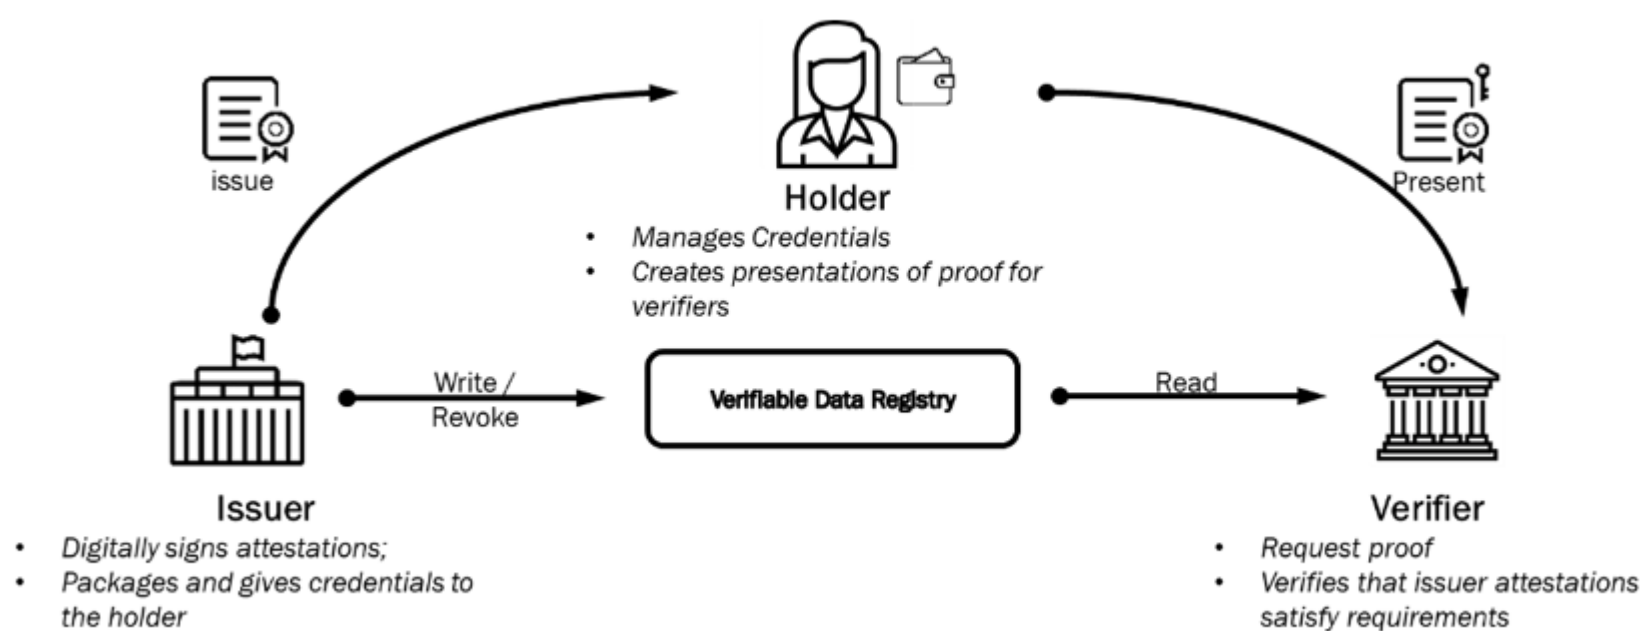 issue
Present
Holder
• Manages Credentials
• Creates presentations of proof for
verifiers
Write /
Revoke
Verifiable Data Registry
Read
Issuer
• Digitally signs attestations;
• Packages and gives credentials to
the holder
Verifier
• Request proof
• Verifies that issuer attestations
satisfy requirements